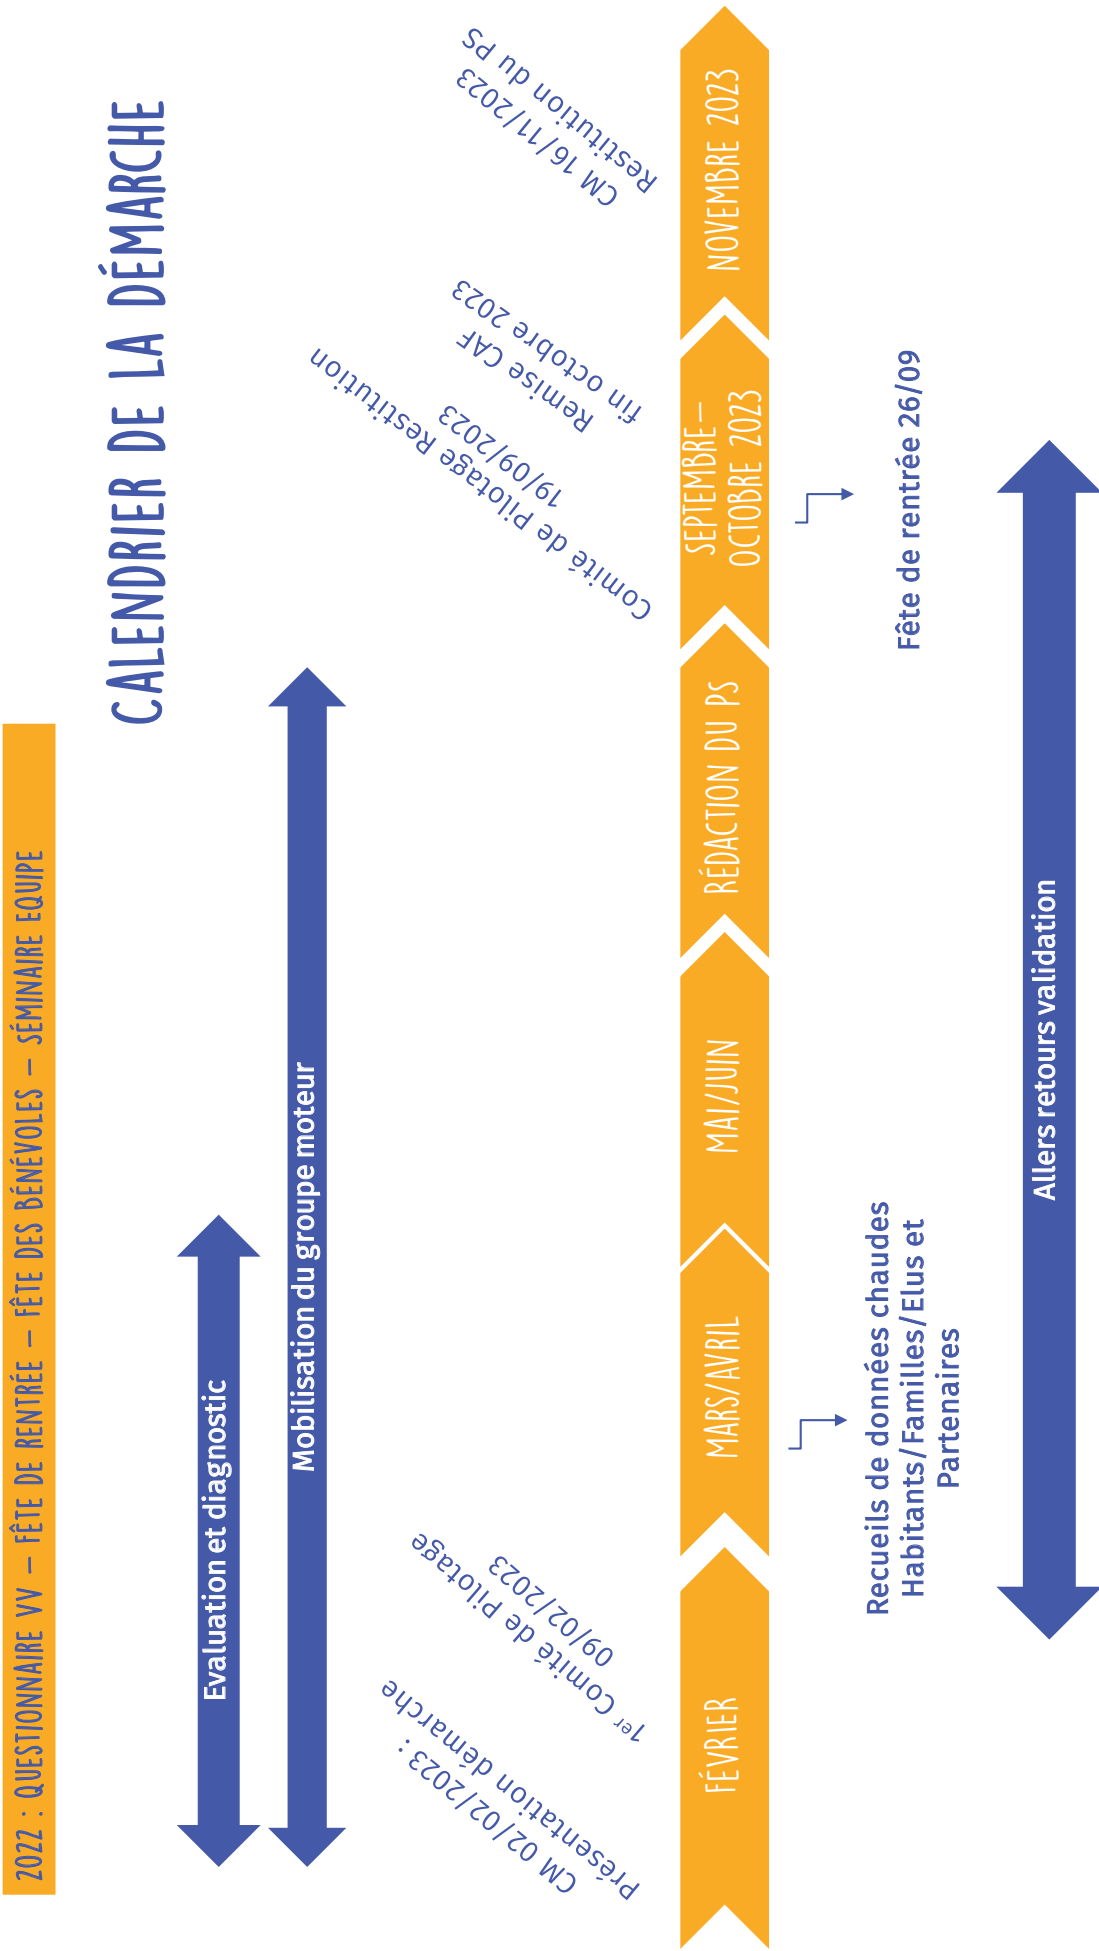 2022 : QUESTIONNAIRE VV – FÊTE DE RENTRÉE – FÊTE DES BÉNÉVOLES – SÉMINAIRE EQUIPE
CALENDRIER DE LA DÉMARCHE
Evaluation et diagnostic
Mobilisation du groupe moteur
CM 02/02/2023 :
Présentation démarche
1er Comité de Pilotage
09/02/2023
Comité de Pilotage Restitution
19/09/2023
Remise CAF
fin octobre 2023
CM 16/11/2023
Restitution du PS
FÉVRIER
MARS/AVRIL
MAI/JUIN
RÉDACTION DU PS
SEPTEMBRE–
OCTOBRE 2023
NOVEMBRE 2023
Recueils de données chaudes
Habitants/Familles/Elus et
Partenaires
Fête de rentrée 26/09
Allers retours validation